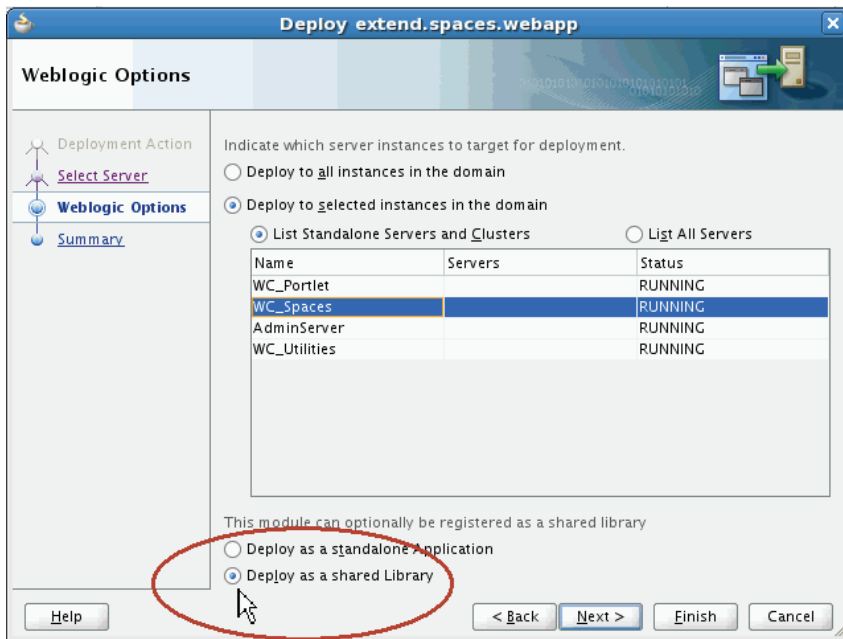 Deploy extend.spaces.webapp
Weblogic Options
Deployment Action
Select Server
Weblogic Options
Summary
Indicate which server instances to target for deployment.
Deploy to all instances in the domain
Deploy to selected instances in the domain
List Standalone Servers and Clusters List All Servers
Name Servers Status
WC_Portlet RUNNING
WC_Spaces RUNNING
AdminServer RUNNING
WC_Utilities RUNNING
This module can optionally be registered as a shared library
Deploy as a standalone Application
Deploy as a shared Library
Help < Back Next > Finish Cancel